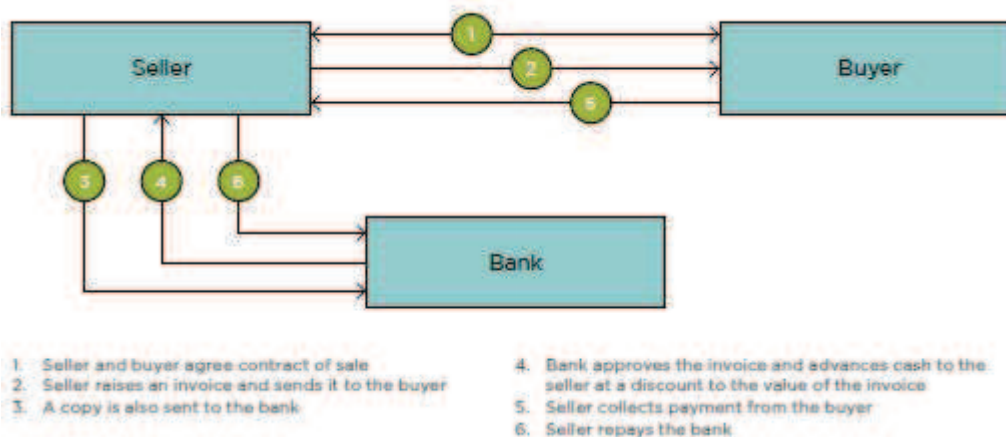 1
Seller
2
Buyer
5
3
4
6
Bank
1. Seller and buyer agree contract of sale
2. Seller raises an invoice and sends it to the buyer
3. A copy is also sent to the bank
4. Bank approves the invoice and advances cash to the
seller at a discount to the value of the invoice
5. Seller collects payment from the buyer
6. Seller repays the bank